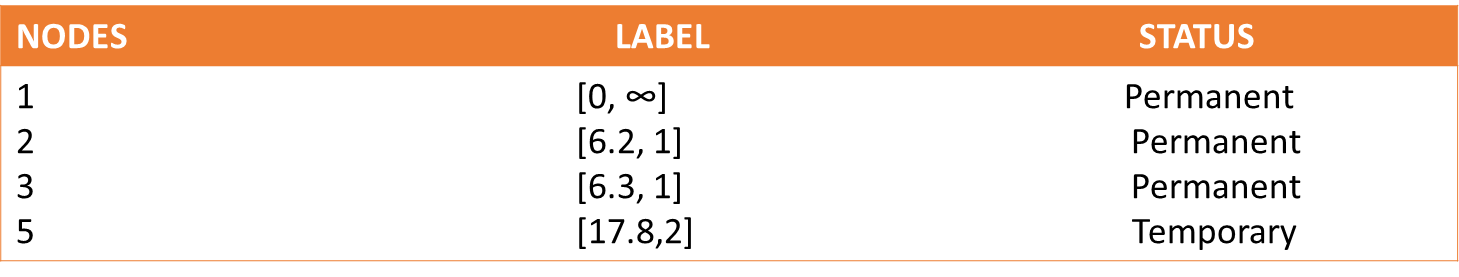 NODES LABEL STATUS
1 [0, ∞] Permanent
2 [6.2, 1] Permanent
3 [6.3, 1] Permanent
5 [17.8,2] Temporary